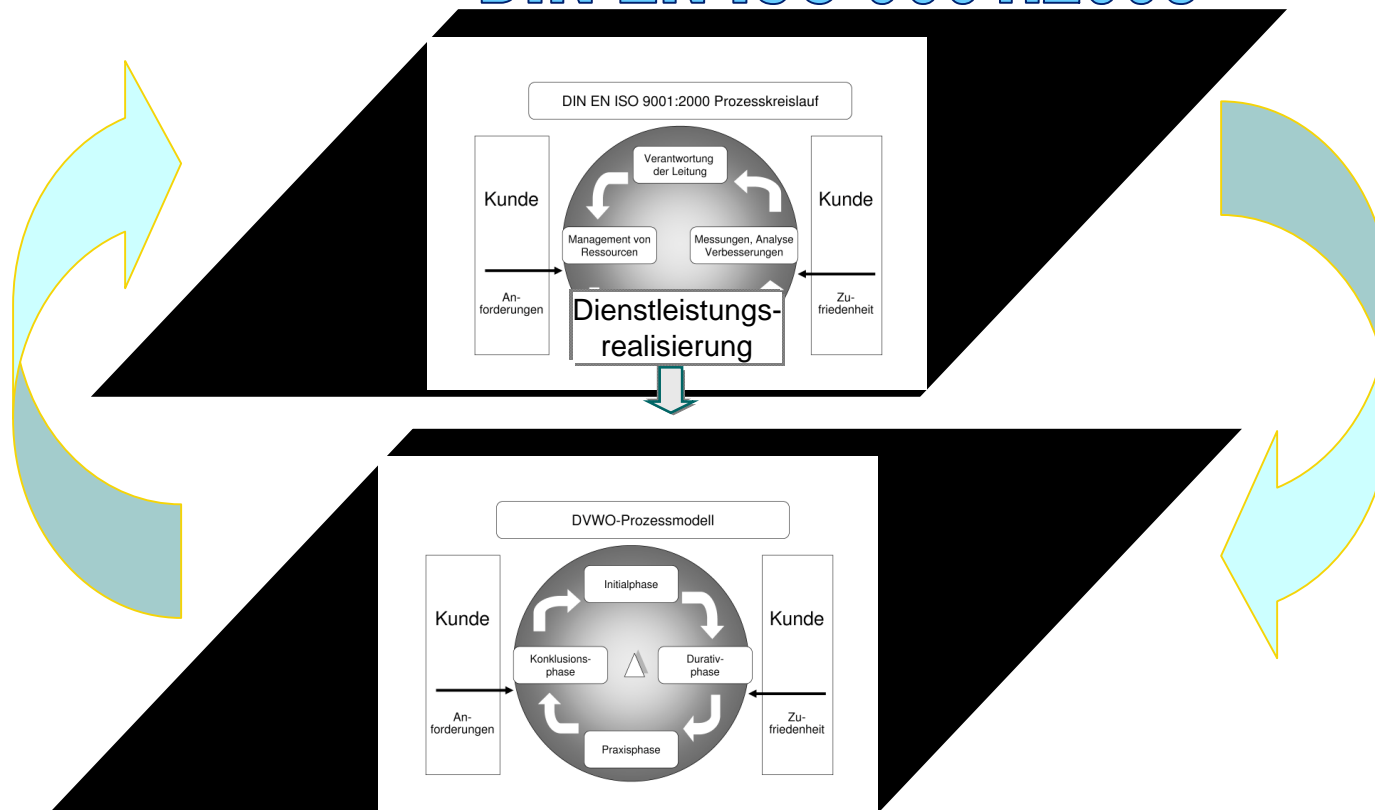 DIN EN ISO 9001:2000 Prozesskreislauf
Verantwortung
der Leitung
Kunde
Kunde
Management von
Ressourcen
Messungen, Analyse
Verbesserungen
An-
forderungen
Zu-
friedenheit
Dienstleistungs-
realisierung
DVWO-Prozessmodell
Initialphase
Kunde
Kunde
Konklusions-
phase
Durativ-
phase
An-
forderungen
Zu-
friedenheit
Praxisphase